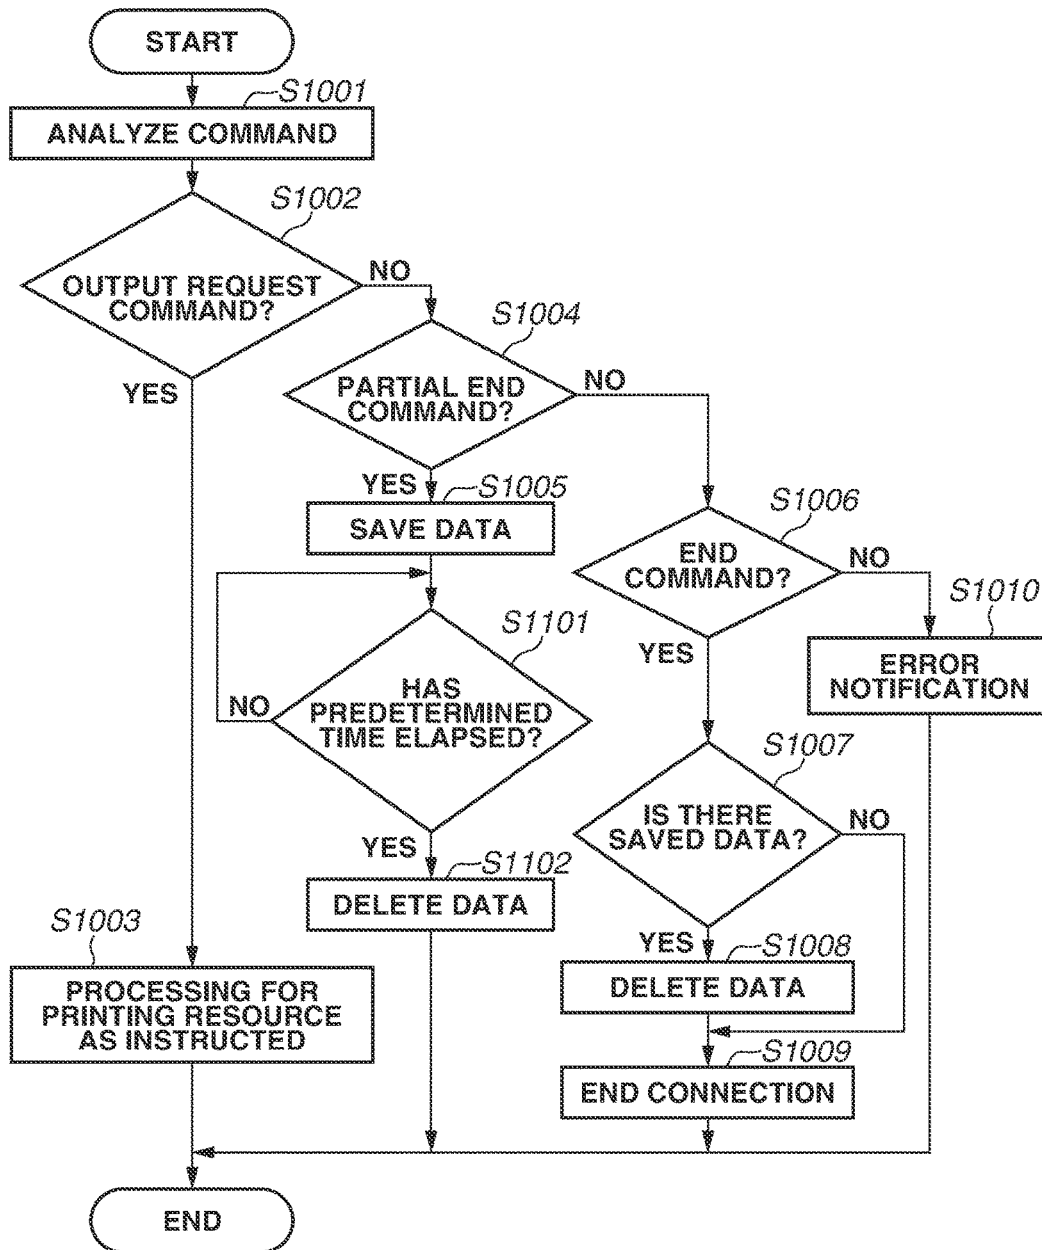 START
S1001
ANALYZE COMMAND
S1002
OUTPUT REQUEST
COMMAND?
NO
YES
S1004
PARTIAL END
COMMAND?
NO
YES
S1005
SAVE DATA
S1006
END
COMMAND?
NO
YES
S1010
ERROR
NOTIFICATION
S1101
HAS
PREDETERMINED
TIME ELAPSED?
NO
YES
S1007
IS THERE
SAVED DATA?
NO
YES
S1102
DELETE DATA
S1003
PROCESSING FOR
PRINTING RESOURCE
AS INSTRUCTED
S1008
DELETE DATA
S1009
END CONNECTION
END